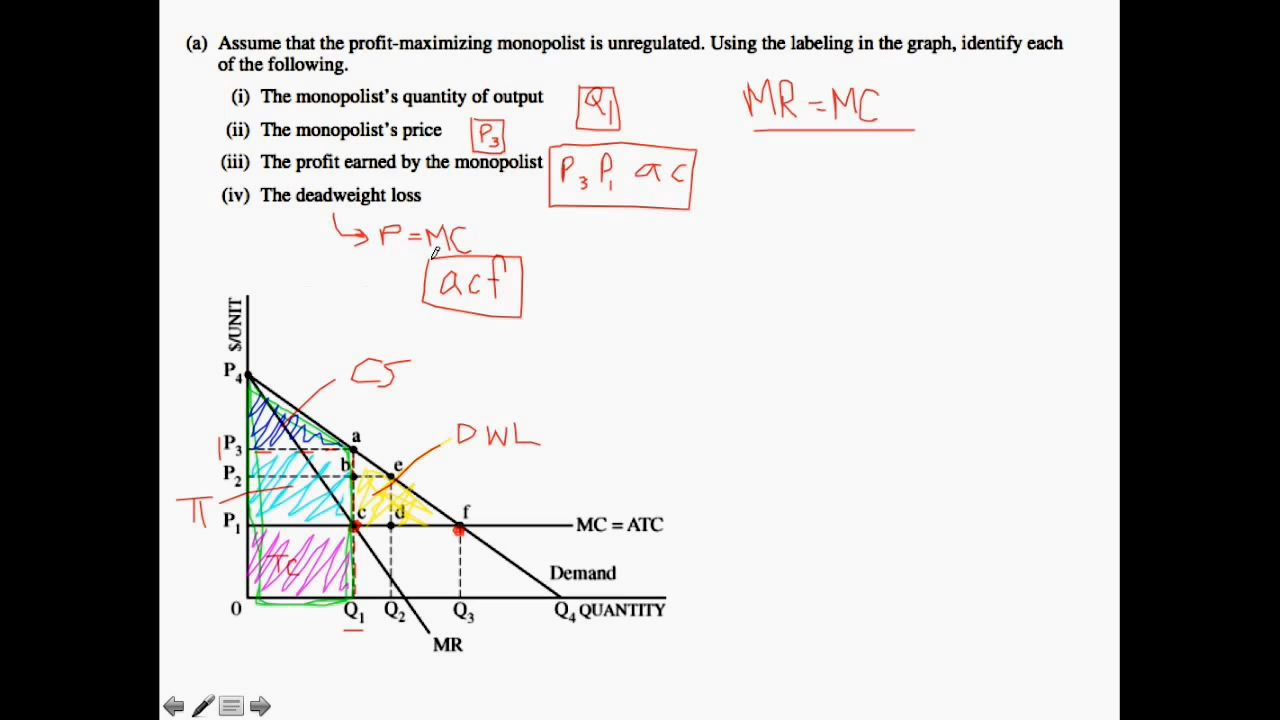 (a) Assume that the profit-maximizing monopolist is unregulated. Using the labeling in the graph, identify each
of the following.
(i) The monopolist's quantity of output
Q1
MR = MC
(ii) The monopolist's price
P3
(iii) The profit earned by the monopolist
P3 P1 ac
(iv) The deadweight loss
P = MC
acf
$/UNIT
P4
CS
P3
a
DWL
P2
b
e
π
P1
c
d
f
MC = ATC
TC
Demand
0
Q1
Q2
Q3
Q4 QUANTITY
MR